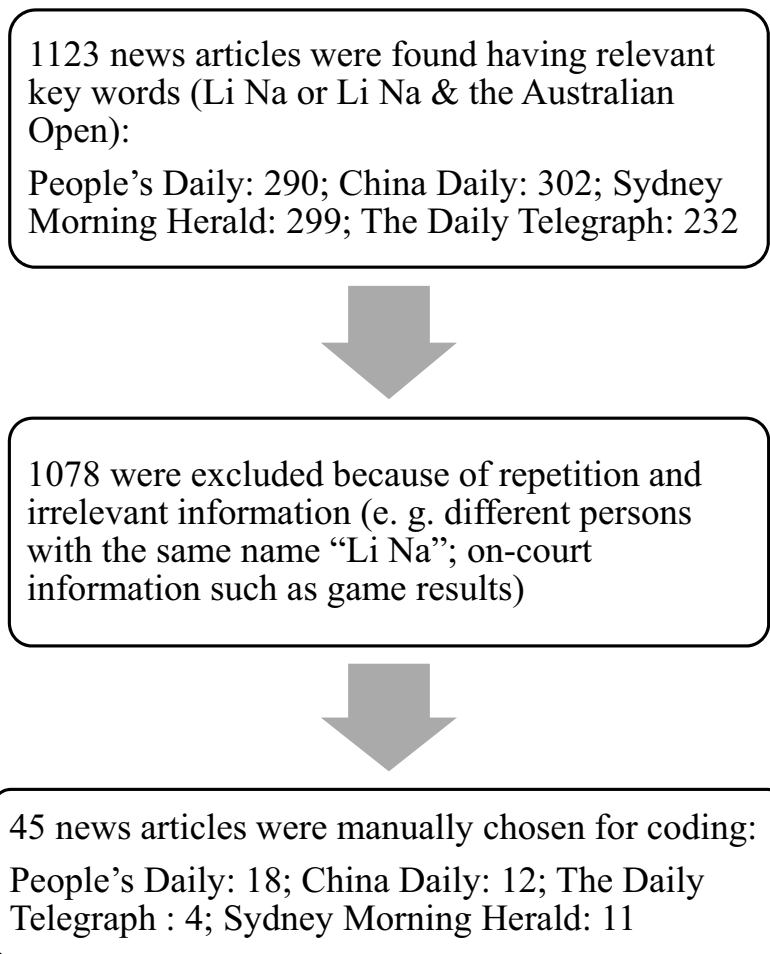 1123 news articles were found having relevant
key words (Li Na or Li Na & the Australian
Open):
People’s Daily: 290; China Daily: 302; Sydney
Morning Herald: 299; The Daily Telegraph: 232
1078 were excluded because of repetition and
irrelevant information (e. g. different persons
with the same name “Li Na”; on-court
information such as game results)
45 news articles were manually chosen for coding:
People’s Daily: 18; China Daily: 12; The Daily
Telegraph : 4; Sydney Morning Herald: 11